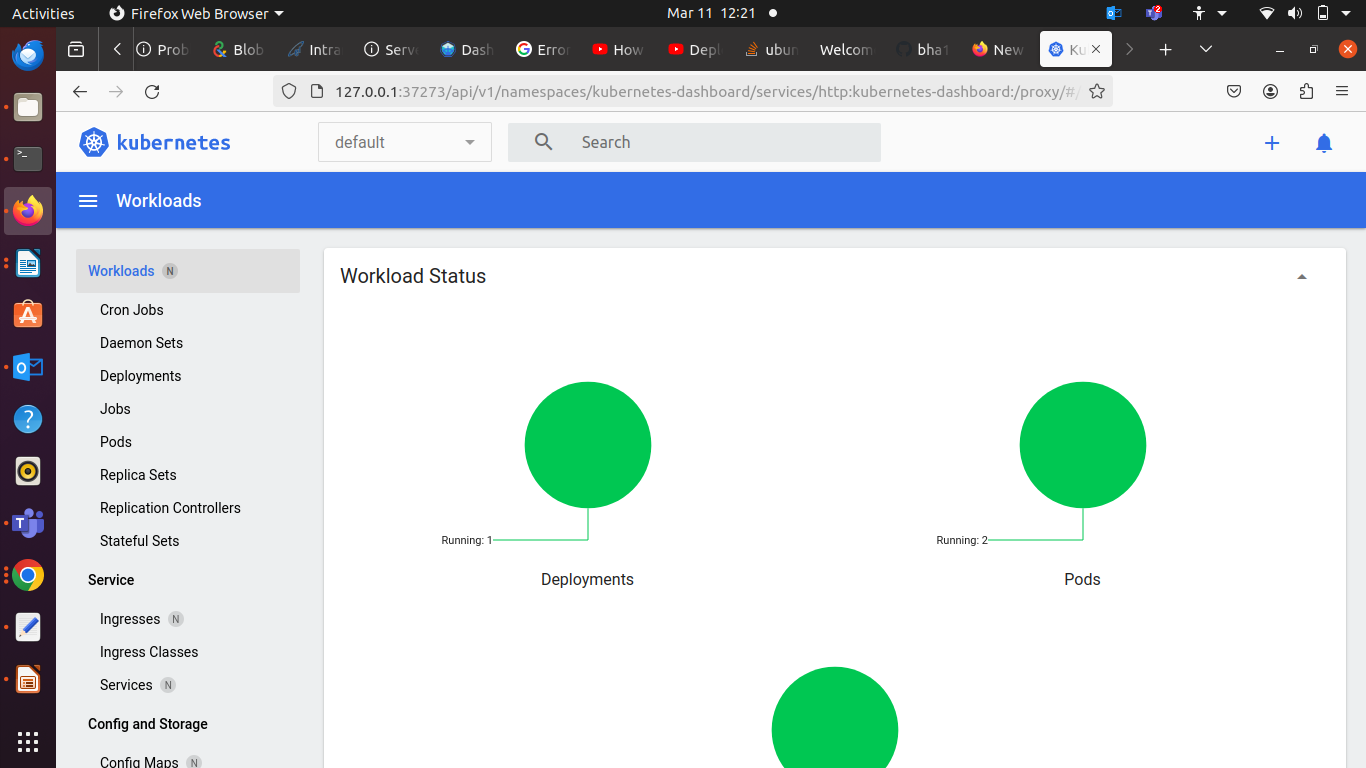 Activities Firefox Web Browser Mar 11 12:21 2
Prob Blob Intra Serve Dash Error How Depl ubun Welcom bha1 New Ku
127.0.0.1:37273/api/v1/namespaces/kubernetes-dashboard/services/http:kubernetes-dashboard:/proxy/#/
kubernetes default Search
Workloads
Workloads N
Cron Jobs
Daemon Sets
Deployments
Jobs
Pods
Replica Sets
Replication Controllers
Stateful Sets
Service
Ingresses N
Ingress Classes
Services N
Config and Storage
Config Maps N
Workload Status
Running: 1
Deployments
Running: 2
Pods